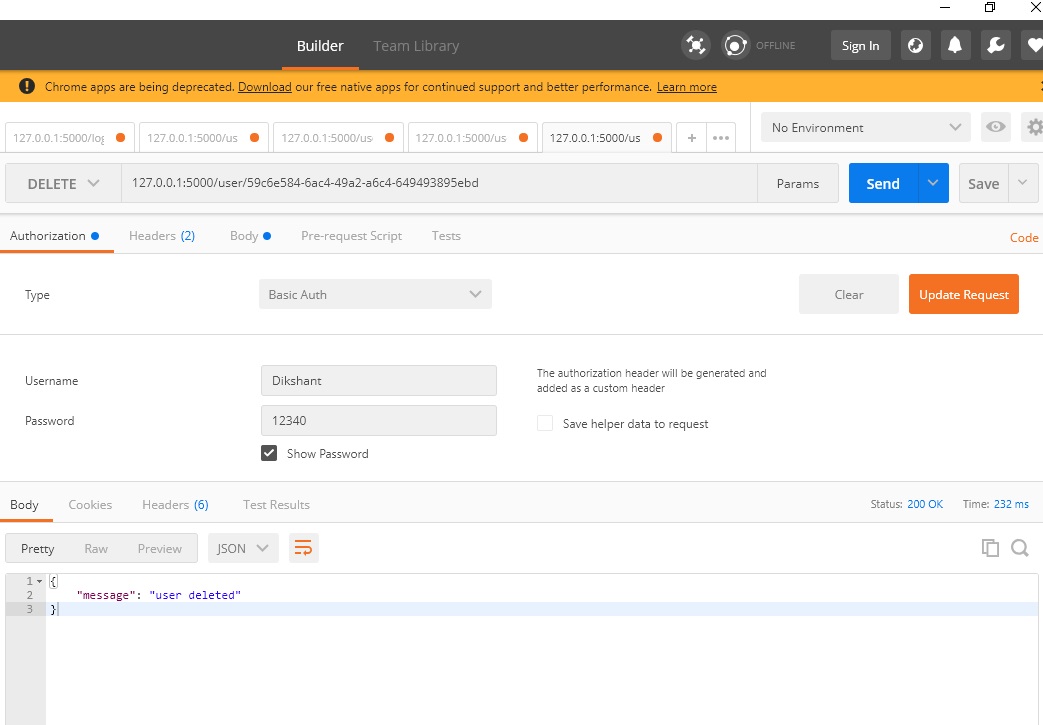 Builder Team Library OFFLINE Sign In
Chrome apps are being deprecated. Download our free native apps for continued support and better performance. Learn more
127.0.0.1:5000/log 127.0.0.1:5000/us 127.0.0.1:5000/us 127.0.0.1:5000/us 127.0.0.1:5000/us + ••• No Environment
DELETE 127.0.0.1:5000/user/59c6e584-6ac4-49a2-a6c4-649493895ebd Params Send Save
Authorization Headers (2) Body Pre-request Script Tests Code
Type Basic Auth Clear Update Request
Username Dikshant The authorization header will be generated and
added as a custom header
Password 12340 Save helper data to request
Show Password
Body Cookies Headers (6) Test Results Status: 200 OK Time: 232 ms
Pretty Raw Preview JSON
1 {
2 "message": "user deleted"
3 }